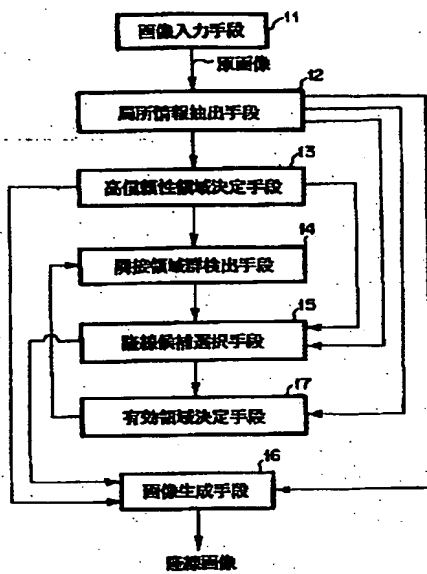 11
画像入力手段
原画像
12
局所情報抽出手段
13
高信頼性領域決定手段
14
隣接領域群検出手段
15
隆線候補選択手段
17
有効領域決定手段
16
画像生成手段
隆線画像